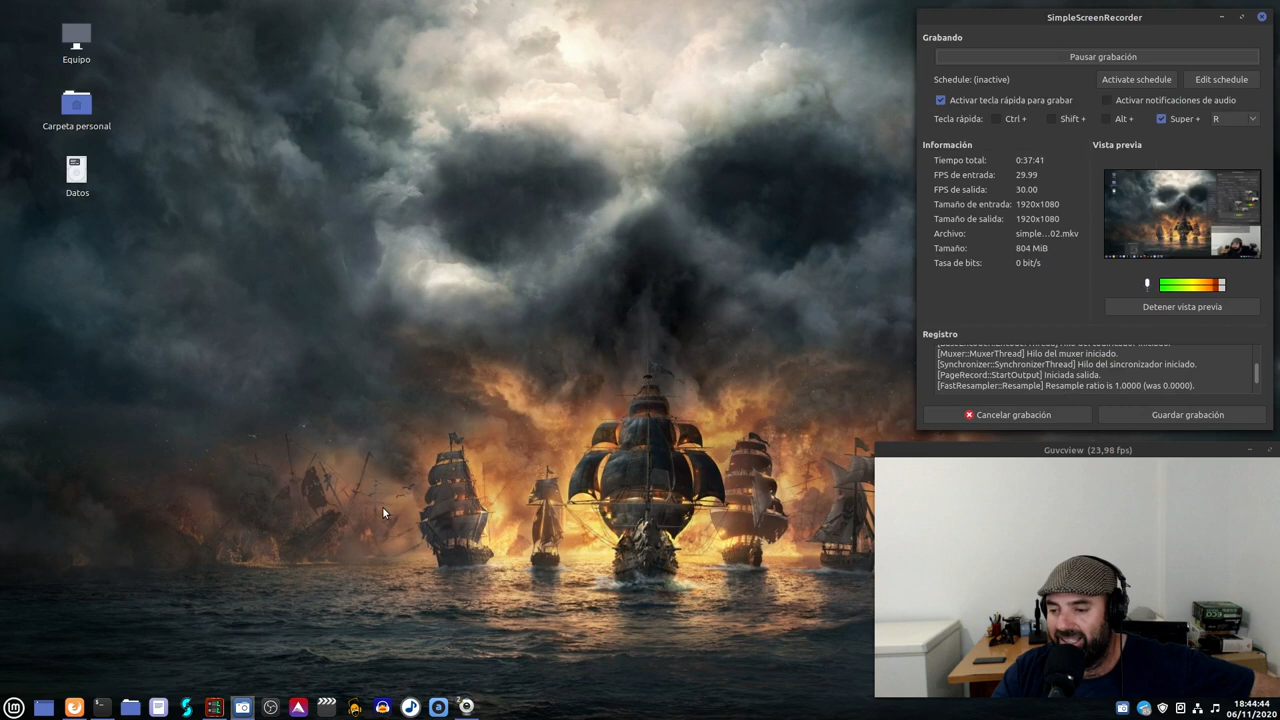 Equipo
Carpeta personal
Datos
SimpleScreenRecorder
Grabando
Pausar grabación
Schedule: (inactive)
Activate schedule
Edit schedule
Activar tecla rápida para grabar
Activar notificaciones de audio
Tecla rápida:
Ctrl +
Shift +
Alt +
Super +
R
Información
Tiempo total: 0:37:41
FPS de entrada: 29.99
FPS de salida: 30.00
Tamaño de entrada: 1920x1080
Tamaño de salida: 1920x1080
Archivo: simple...02.mkv
Tamaño: 804 MiB
Tasa de bits: 0 bit/s
Vista previa
Detener vista previa
Registro
[Muxer::MuxerThread] Hilo del muxer iniciado.
[Synchronizer::SynchronizerThread] Hilo del sincronizador iniciado.
[PageRecord::StartOutput] Iniciada salida.
[FastResampler::Resample] Resample ratio is 1.0000 (was 0.0000).
Cancelar grabación
Guardar grabación
Guvcview (23,98 fps)
lm
2
18:44:44
06/11/2020